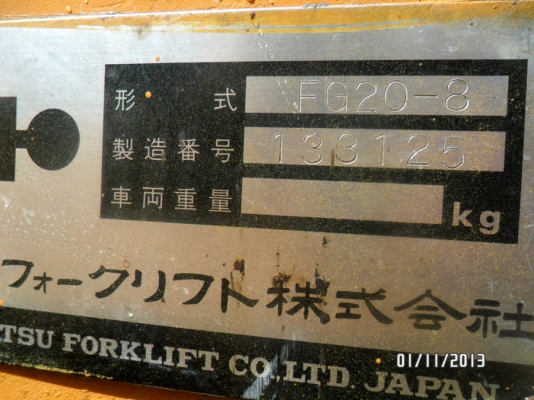 形式 FG20-8
製造番号 133125
車両重量 kg
フォークリフト株式会社
TSU FORKLIFT CO.,LTD. JAPAN
01/11/2013